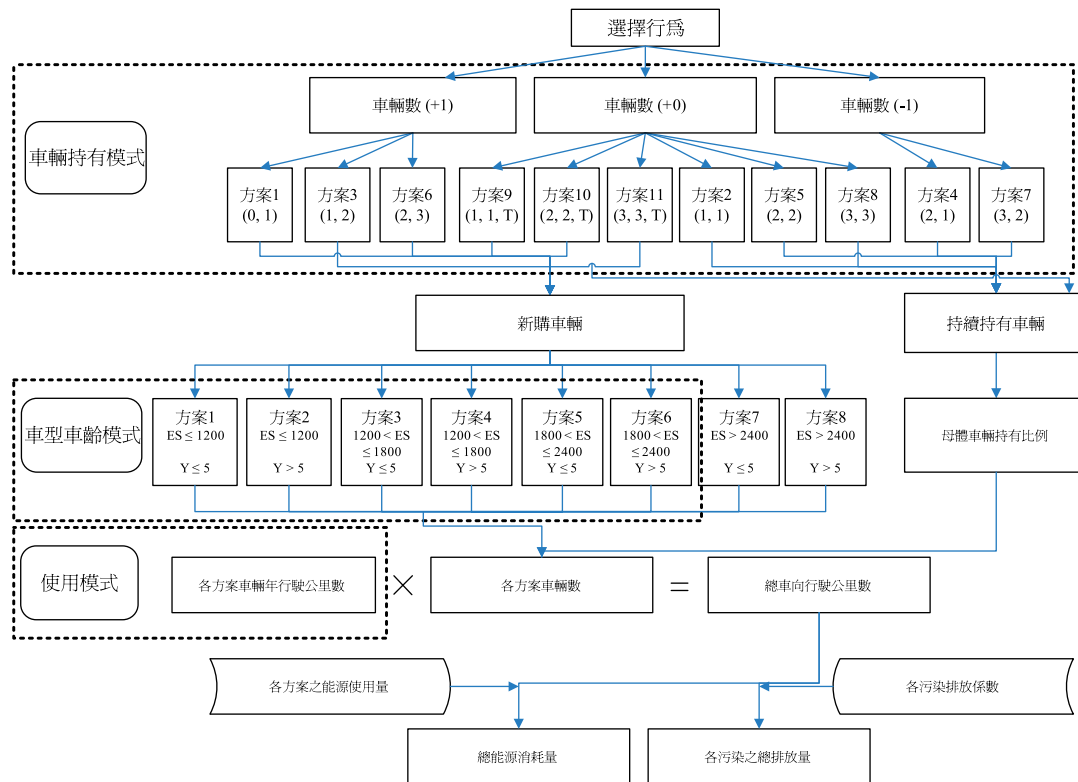 選擇行為
車輛數 (+1)
車輛數 (+0)
車輛數 (-1)
車輛持有模式
方案1
(0, 1)
方案3
(1, 2)
方案6
(2, 3)
方案9
(1, 1, T)
方案10
(2, 2, T)
方案11
(3, 3, T)
方案2
(1, 1)
方案5
(2, 2)
方案8
(3, 3)
方案4
(2, 1)
方案7
(3, 2)
新購車輛
持續持有車輛
車型車齡模式
方案1
ES ≤ 1200
Y ≤ 5
方案2
ES ≤ 1200
Y > 5
方案3
1200 < ES
≤ 1800
Y ≤ 5
方案4
1200 < ES
≤ 1800
Y > 5
方案5
1800 < ES
≤ 2400
Y ≤ 5
方案6
1800 < ES
≤ 2400
Y > 5
方案7
ES > 2400
Y ≤ 5
方案8
ES > 2400
Y > 5
母體車輛持有比例
使用模式
各方案車輛年行駛公里數
×
各方案車輛數
=
總車向行駛公里數
各方案之能源使用量
各污染排放係數
總能源消耗量
各污染之總排放量